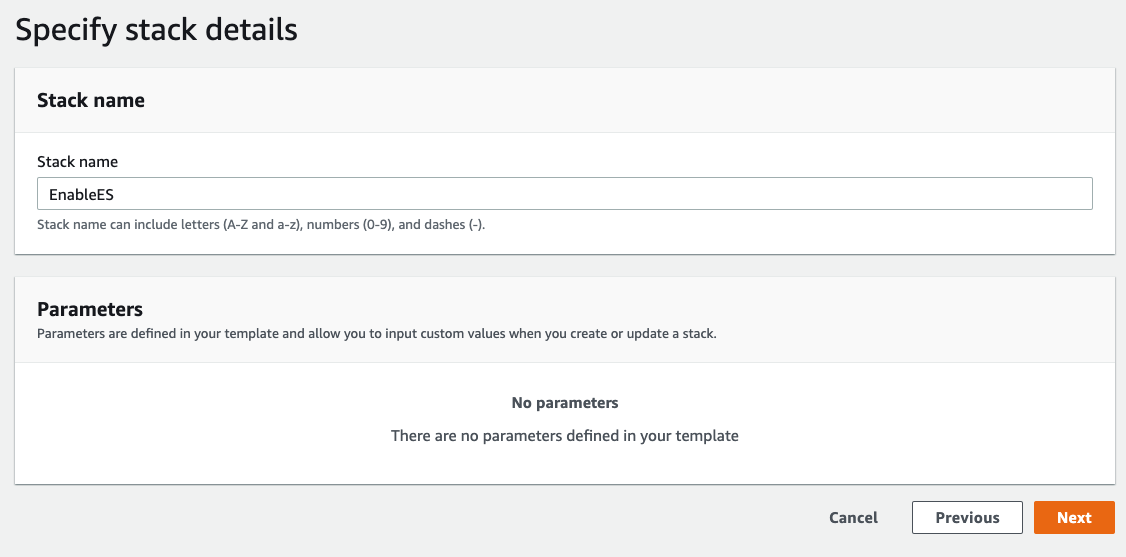 Specify stack details
Stack name
Stack name
EnableES
Stack name can include letters (A-Z and a-z), numbers (0-9), and dashes (-).
Parameters
Parameters are defined in your template and allow you to input custom values when you create or update a stack.
No parameters
There are no parameters defined in your template
Cancel Previous Next